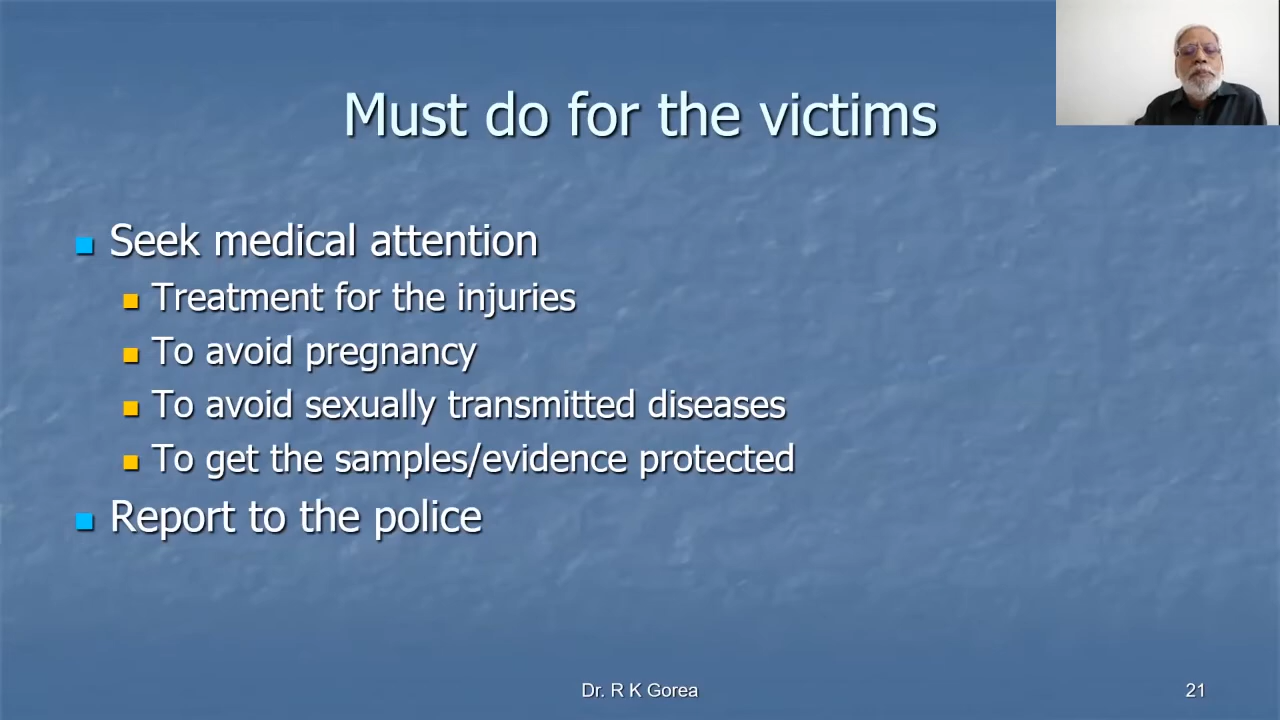 Must do for the victims
Seek medical attention
Treatment for the injuries
To avoid pregnancy
To avoid sexually transmitted diseases
To get the samples/evidence protected
Report to the police
Dr. R K Gorea
21